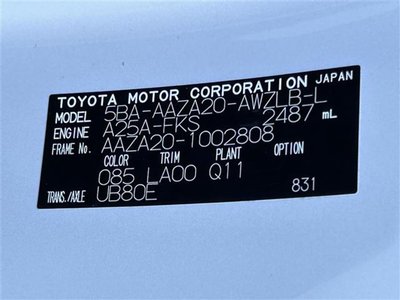 TOYOTA MOTOR CORPORATION JAPAN
MODEL 5BA-AAZA20-AWZLB-L
ENGINE A25A-FKS 2487 mL
FRAME No. AAZA20-1002808
COLOR TRIM PLANT OPTION
085 LA00 Q11
TRANS./AXLE UB80E 831